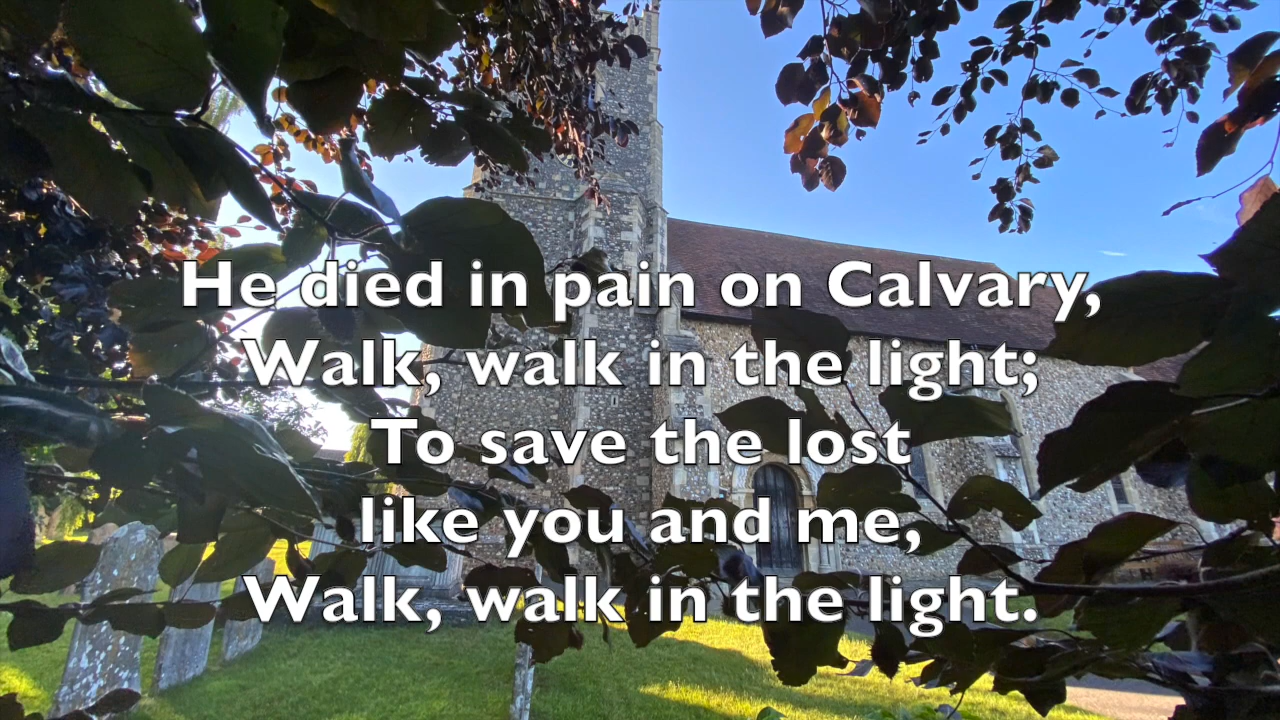 He died in pain on Calvary,
Walk, walk in the light;
To save the lost
like you and me,
Walk, walk in the light.